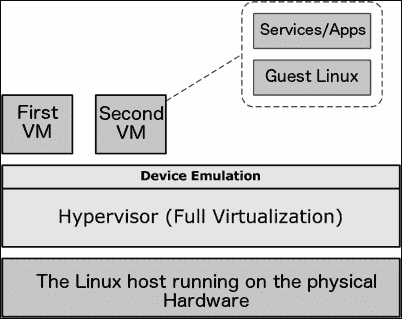 Services/Apps
Guest Linux
First
VM
Second
VM
Device Emulation
Hypervisor (Full Virtualization)
The Linux host running on the physical
Hardware